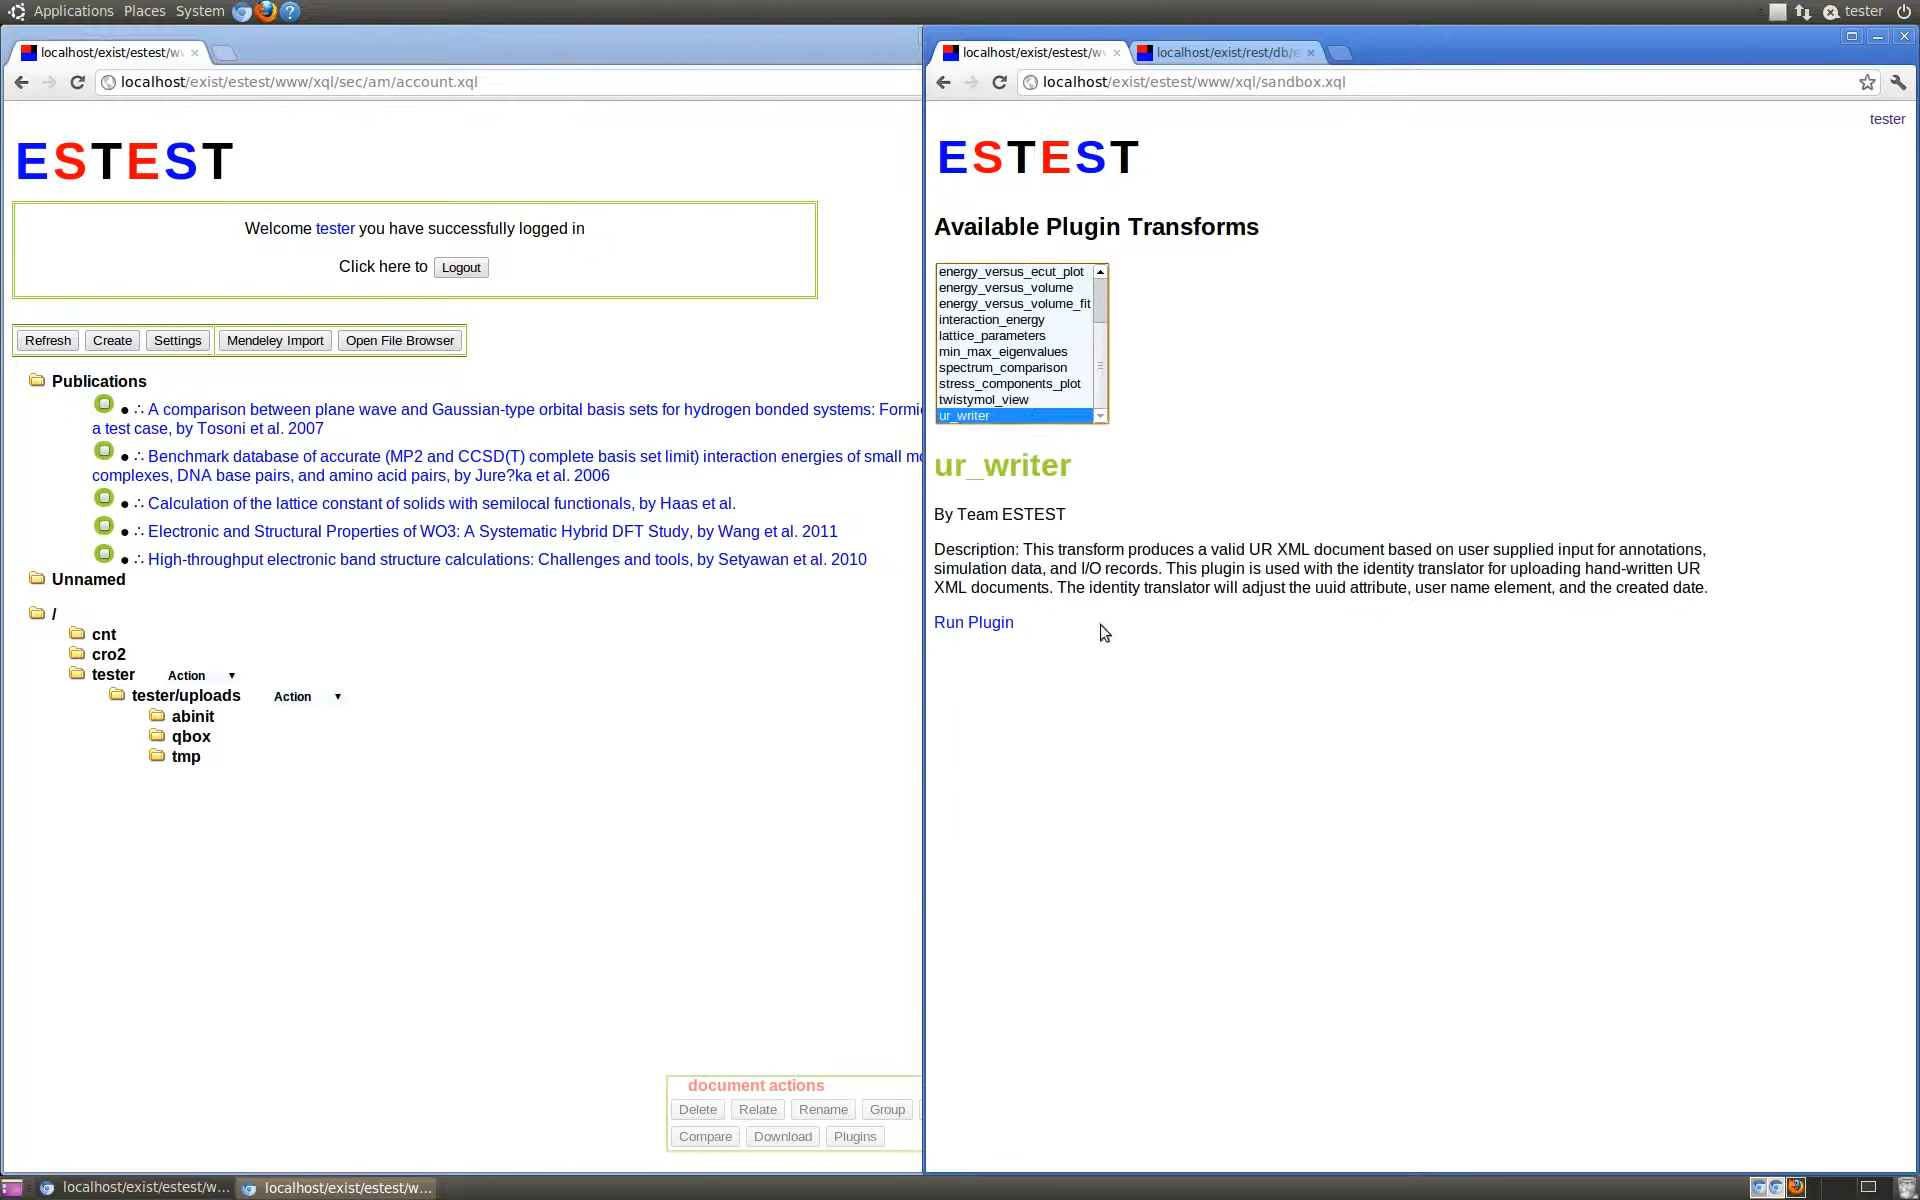 Applications Places System
tester
localhost/exist/estest/w
localhost/exist/estest/www/xql/sec/am/account.xql
ESTEST
Welcome tester you have successfully logged in
Click here to Logout
Refresh Create Settings Mendeley Import Open File Browser
Publications
● ∴ A comparison between plane wave and Gaussian-type orbital basis sets for hydrogen bonded systems:
a test case, by Tosoni et al. 2007
● ∴ Benchmark database of accurate (MP2 and CCSD(T) complete basis set limit) interaction energies of small
complexes, DNA base pairs, and amino acid pairs, by Jure?ka et al. 2006
● ∴ Calculation of the lattice constant of solids with semilocal functionals, by Haas et al.
● ∴ Electronic and Structural Properties of WO3: A Systematic Hybrid DFT Study, by Wang et al. 2011
● ∴ High-throughput electronic band structure calculations: Challenges and tools, by Setyawan et al. 2010
Unnamed
/
cnt
cro2
tester Action
tester/uploads Action
abinit
qbox
tmp
document actions
Delete Relate Rename Group
Compare Download Plugins
localhost/exist/estest/w
localhost/exist/rest/db/e
localhost/exist/estest/www/xql/sandbox.xql
tester
ESTEST
Available Plugin Transforms
energy_versus_ecut_plot
energy_versus_volume
energy_versus_volume_fit
interaction_energy
lattice_parameters
min_max_eigenvalues
spectrum_comparison
stress_components_plot
twistymol_view
ur_writer
ur_writer
By Team ESTEST
Description: This transform produces a valid UR XML document based on user supplied input for annotations,
simulation data, and I/O records. This plugin is used with the identity translator for uploading hand-written UR
XML documents. The identity translator will adjust the uuid attribute, user name element, and the created date.
Run Plugin
localhost/exist/estest/w...
localhost/exist/estest/w...